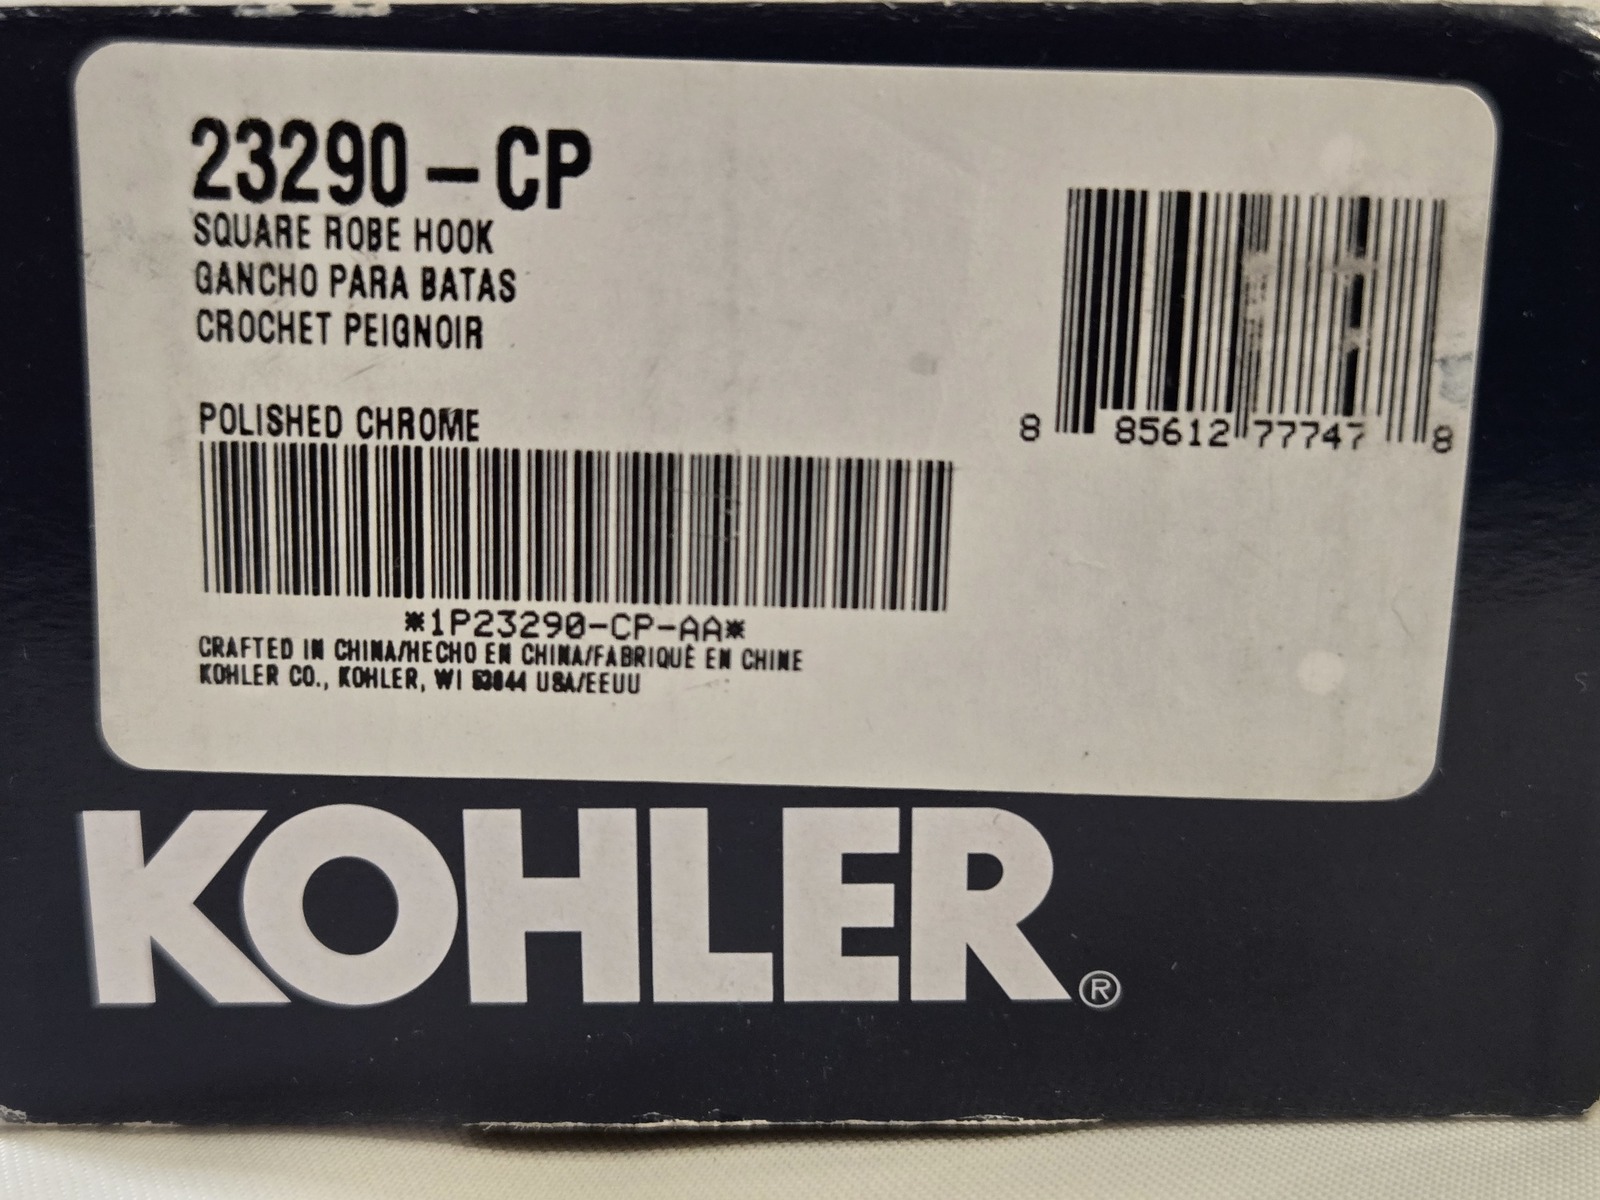 23290-CP
SQUARE ROBE HOOK
GANCHO PARA BATAS
CROCHET PEIGNOIR
POLISHED CHROME
*1P23290-CP-AA*
CRAFTED IN CHINA/HECHO EN CHINA/FABRIQUÉ EN CHINE
KOHLER CO., KOHLER, WI 53044 USA/EEUU
8 85612 77747 8
KOHLER®